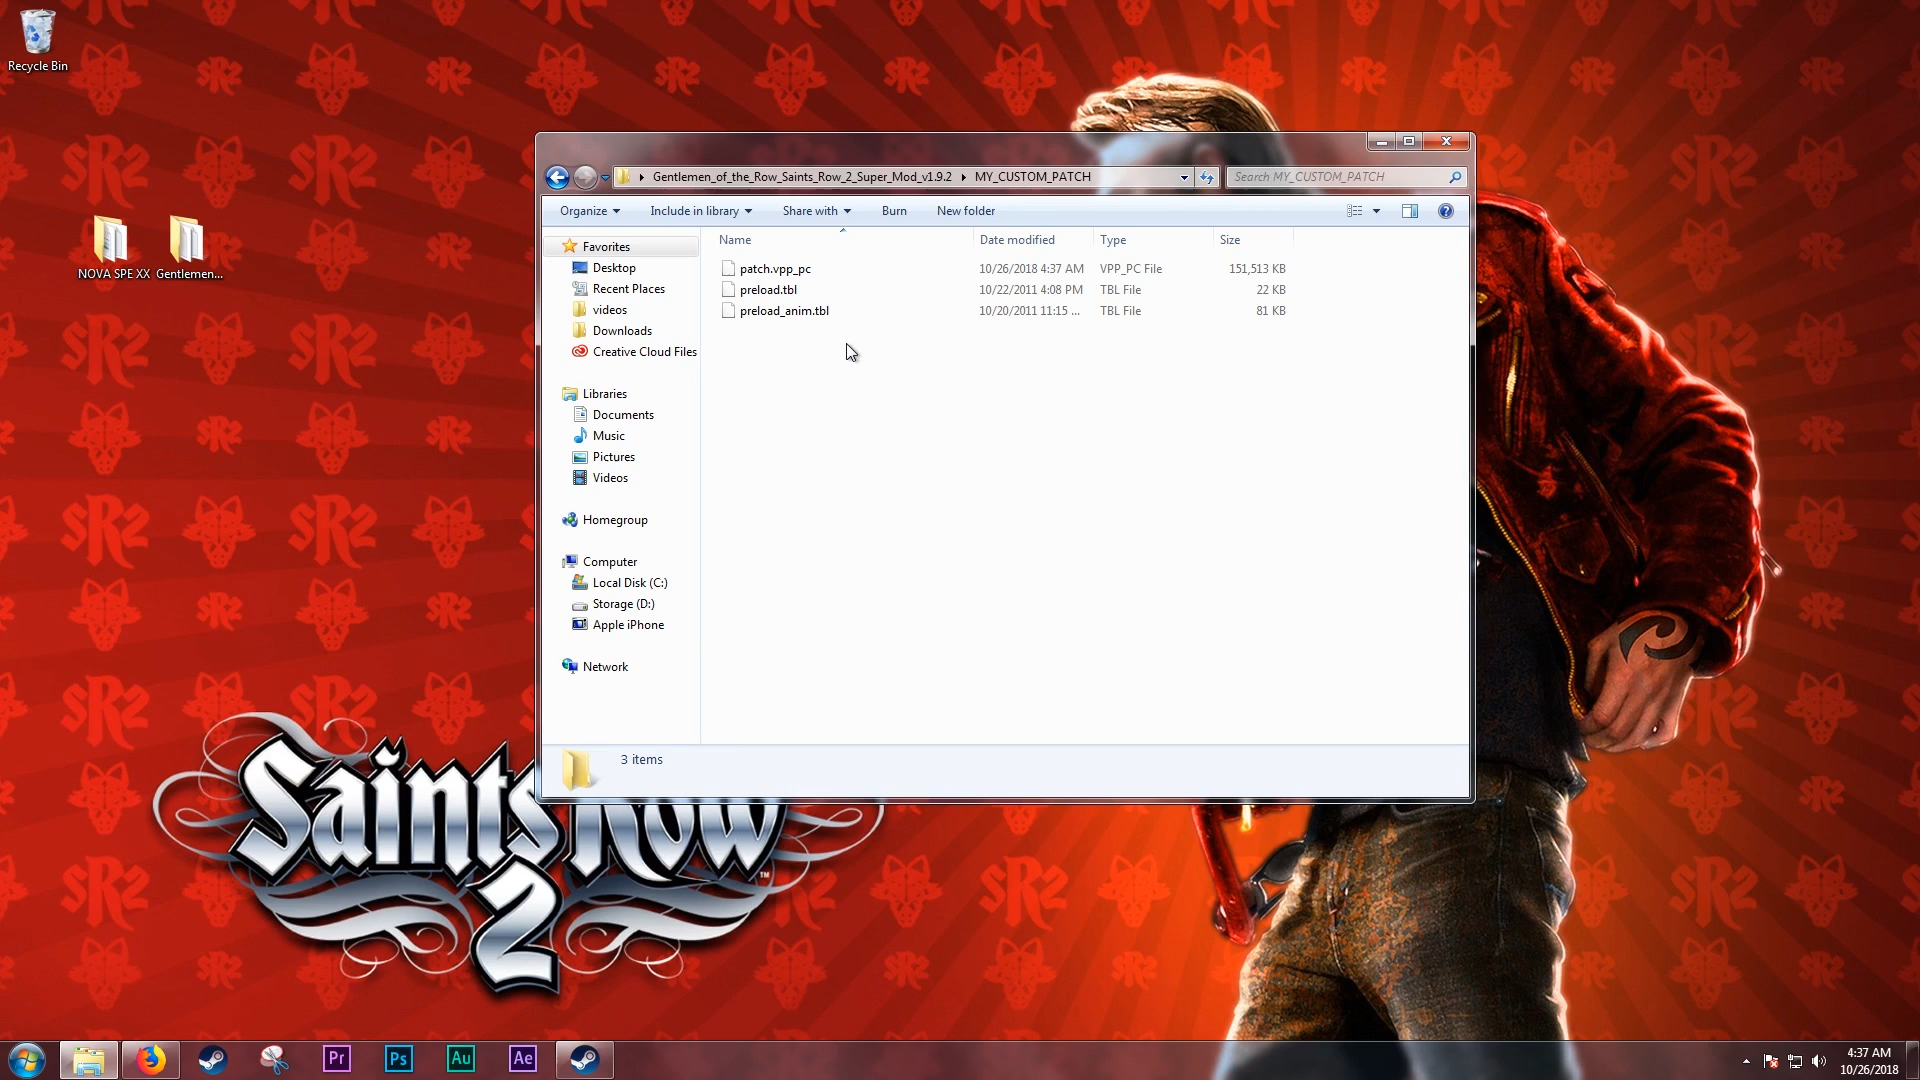 Recycle Bin
NOVA SPE XX
Gentlemen...
Gentlemen_of_the_Row_Saints_Row_2_Super_Mod_v1.9.2
MY_CUSTOM_PATCH
Search MY_CUSTOM_PATCH
Organize
Include in library
Share with
Burn
New folder
Favorites
Desktop
Recent Places
videos
Downloads
Creative Cloud Files
Libraries
Documents
Music
Pictures
Videos
Homegroup
Computer
Local Disk (C:)
Storage (D:)
Apple iPhone
Network
Name Date modified Type Size
patch.vpp_pc 10/26/2018 4:37 AM VPP_PC File 151,513 KB
preload.tbl 10/22/2011 4:08 PM TBL File 22 KB
preload_anim.tbl 10/20/2011 11:15 ... TBL File 81 KB
3 items
Saints Row
2
TM
SR2
Pr
Ps
Au
Ae
4:37 AM
10/26/2018